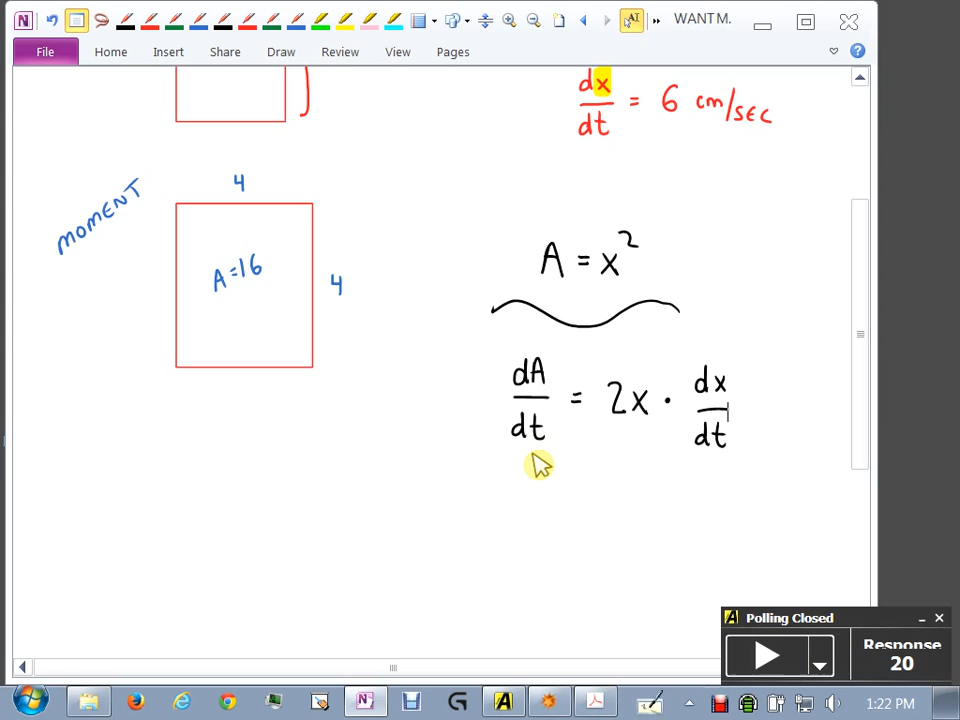 WANT M.
File Home Insert Share Draw Review View Pages
dx/dt = 6 cm/SEC
MOMENT
4
A=16
4
A = x²
dA/dt = 2x · dx/dt
Polling Closed
Response
20
1:22 PM